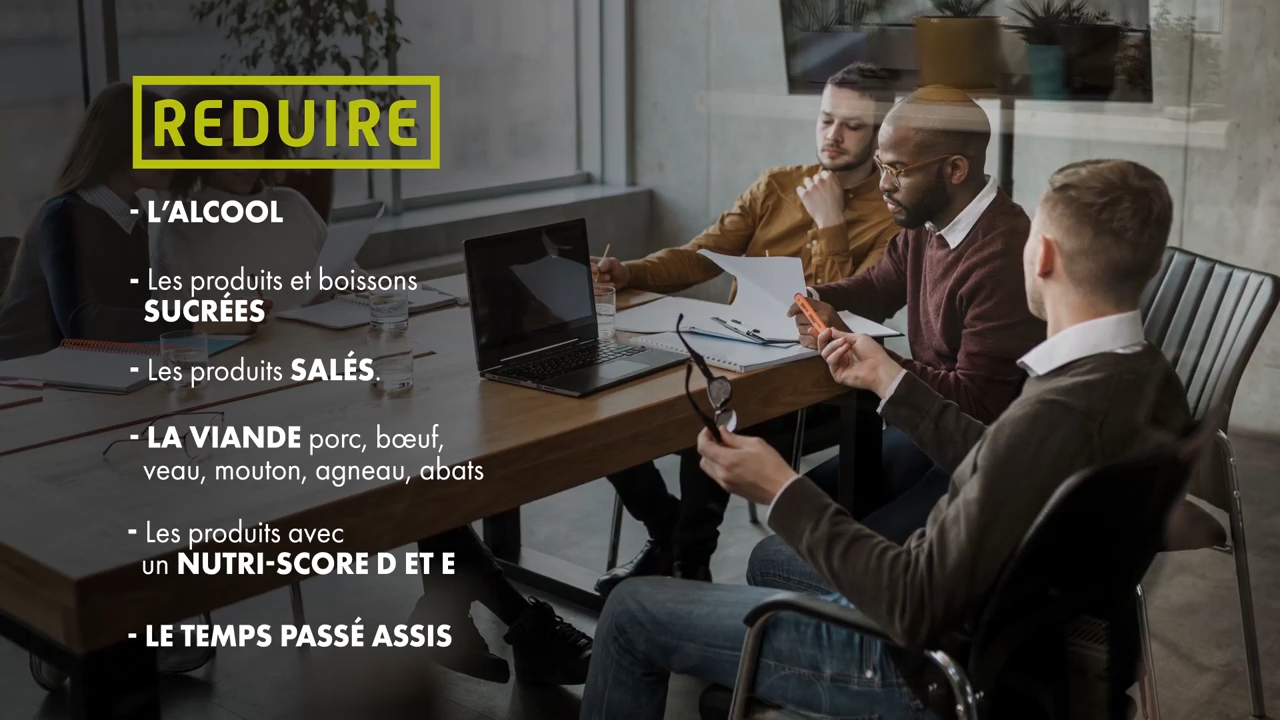 REDUIRE
- L'ALCOOL
- Les produits et boissons
SUCRÉES
- Les produits SALÉS.
- LA VIANDE porc, bœuf,
veau, mouton, agneau, abats
- Les produits avec
un NUTRI-SCORE D ET E
- LE TEMPS PASSÉ ASSIS